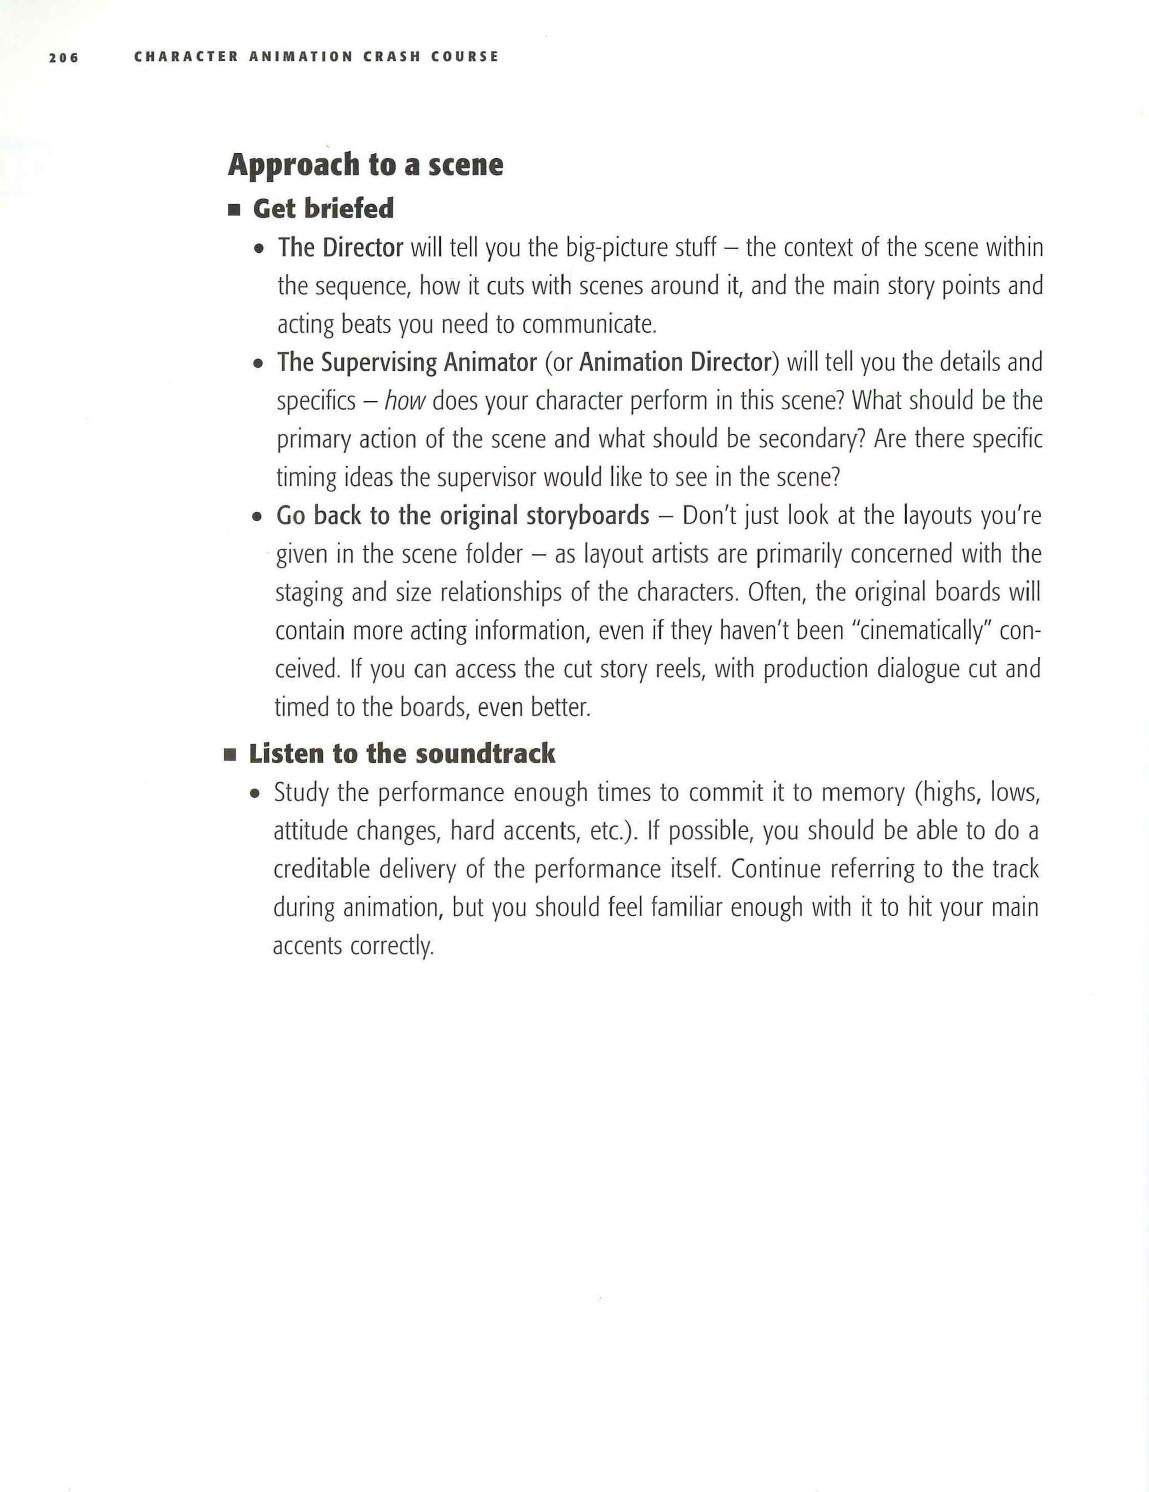 206 CHARACTER ANIMATION CRASH COURSE
Approach to a scene
■ Get briefed
• The Director will tell you the big-picture stuff – the context of the scene within
the sequence, how it cuts with scenes around it, and the main story points and
acting beats you need to communicate.
• The Supervising Animator (or Animation Director) will tell you the details and
specifics – how does your character perform in this scene? What should be the
primary action of the scene and what should be secondary? Are there specific
timing ideas the supervisor would like to see in the scene?
• Go back to the original storyboards – Don't just look at the layouts you're
given in the scene folder – as layout artists are primarily concerned with the
staging and size relationships of the characters. Often, the original boards will
contain more acting information, even if they haven't been "cinematically" con-
ceived. If you can access the cut story reels, with production dialogue cut and
timed to the boards, even better.
■ Listen to the soundtrack
• Study the performance enough times to commit it to memory (highs, lows,
attitude changes, hard accents, etc.). If possible, you should be able to do a
creditable delivery of the performance itself. Continue referring to the track
during animation, but you should feel familiar enough with it to hit your main
accents correctly.